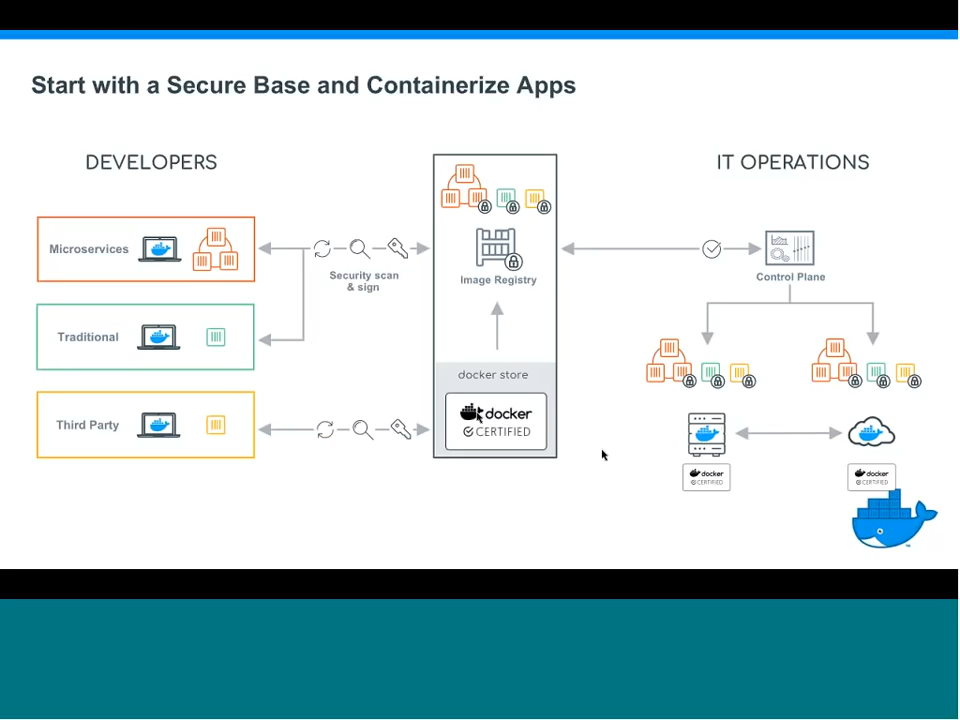 Start with a Secure Base and Containerize Apps
DEVELOPERS
IT OPERATIONS
Microservices
Security scan
& sign
Image Registry
Control Plane
Traditional
docker store
docker
CERTIFIED
Third Party
docker
CERTIFIED
docker
CERTIFIED